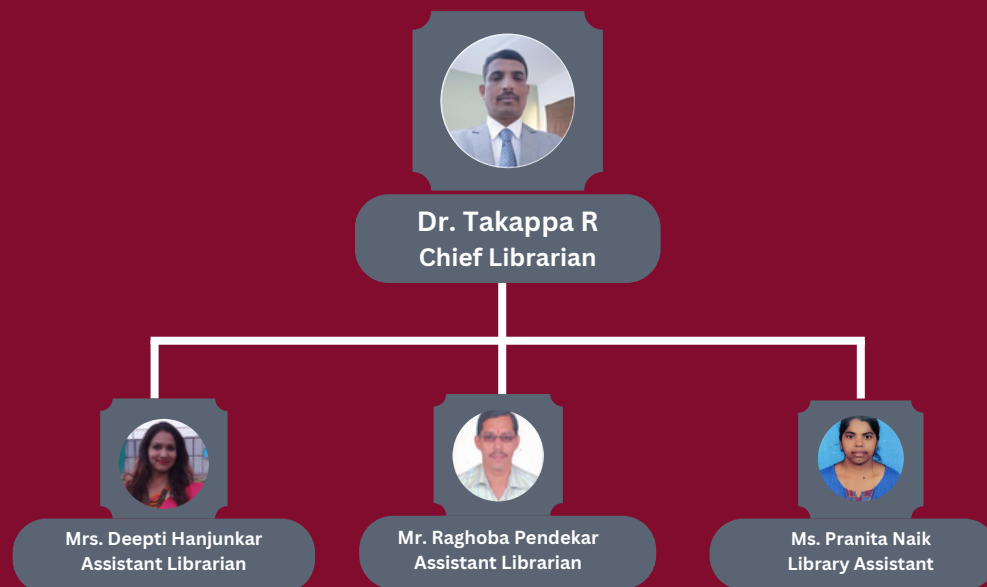 Dr. Takappa R
Chief Librarian
Mrs. Deepti Hanjunkar
Assistant Librarian
Mr. Raghoba Pendekar
Assistant Librarian
Ms. Pranita Naik
Library Assistant